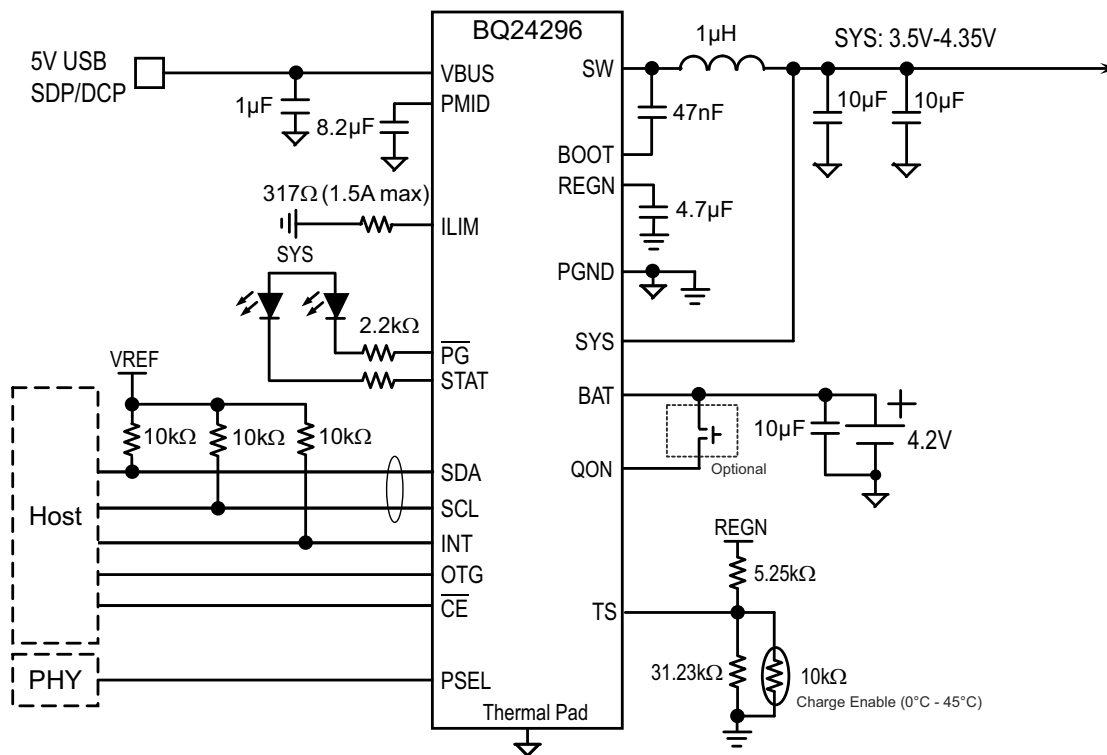 BQ24296
5V USB
SDP/DCP
VBUS
1µF
PMID
8.2µF
317Ω (1.5A max)
ILIM
SYS
2.2kΩ
PG
STAT
VREF
10kΩ
10kΩ
10kΩ
Host
SDA
SCL
INT
OTG
CE
PHY
PSEL
Thermal Pad
SW
1µH
SYS: 3.5V-4.35V
47nF
10µF
10µF
BOOT
REGN
4.7µF
PGND
SYS
BAT
10µF
4.2V
Optional
QON
REGN
5.25kΩ
TS
31.23kΩ
10kΩ
Charge Enable (0°C - 45°C)